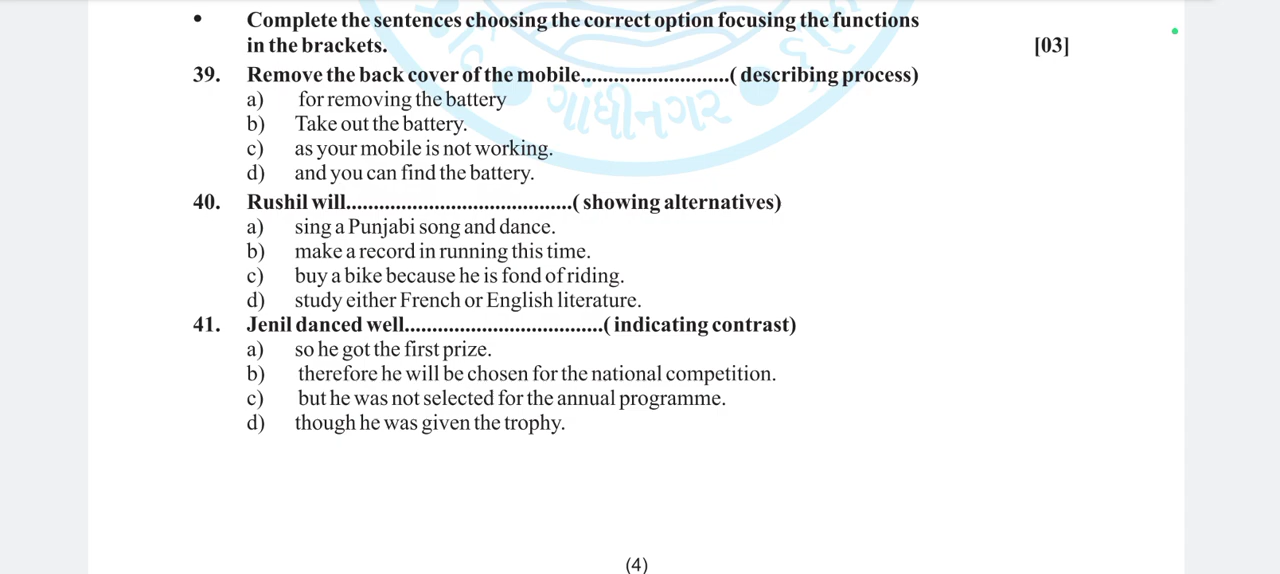 • Complete the sentences choosing the correct option focusing the functions
in the brackets. [03]
39. Remove the back cover of the mobile...........................( describing process)
a) for removing the battery
b) Take out the battery.
c) as your mobile is not working.
d) and you can find the battery.
40. Rushil will.........................................( showing alternatives)
a) sing a Punjabi song and dance.
b) make a record in running this time.
c) buy a bike because he is fond of riding.
d) study either French or English literature.
41. Jenil danced well....................................( indicating contrast)
a) so he got the first prize.
b) therefore he will be chosen for the national competition.
c) but he was not selected for the annual programme.
d) though he was given the trophy.
(4)
ગાંધીનગર